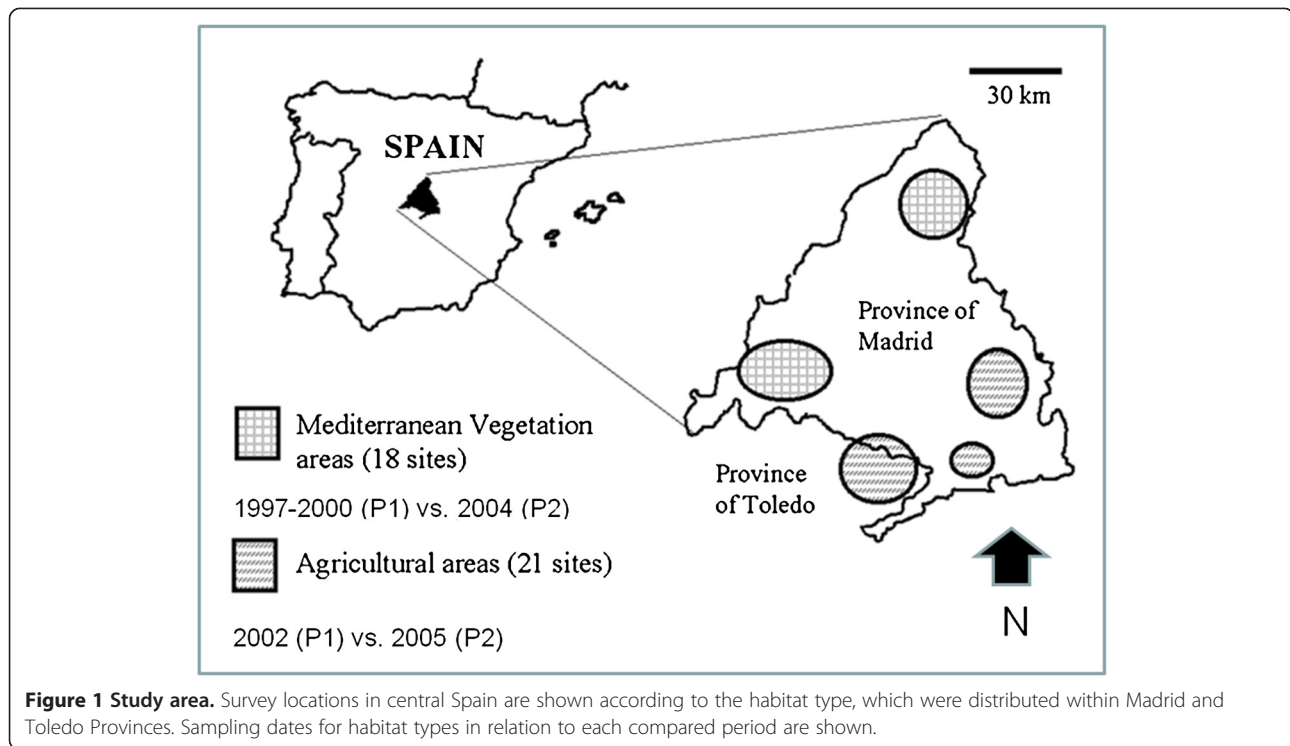 30 km
SPAIN
Province of
Madrid
Mediterranean Vegetation
areas (18 sites)
Province
of Toledo
1997-2000 (P1) vs. 2004 (P2)
Agricultural areas (21 sites)
2002 (P1) vs. 2005 (P2)
N
Figure 1 Study area. Survey locations in central Spain are shown according to the habitat type, which were distributed within Madrid and
Toledo Provinces. Sampling dates for habitat types in relation to each compared period are shown.